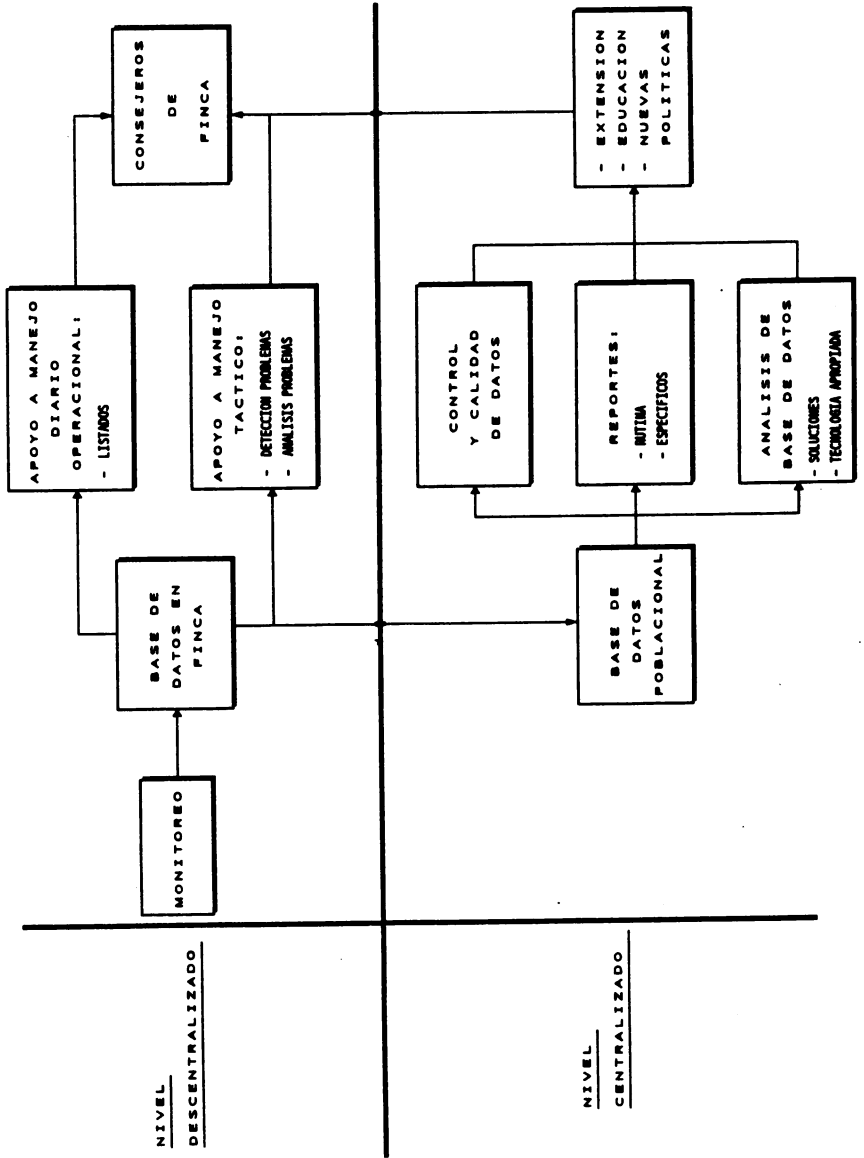 NIVEL
DESCENTRALIZADO
MONITOREO
BASE DE
DATOS EN
FINCA
APOYO A MANEJO
DIARIO
OPERACIONAL:
- LISTADOS
APOYO A MANEJO
TACTICO:
- DETECCION PROBLEMAS
- ANALISIS PROBLEMAS
CONSEJEROS
DE
FINCA
NIVEL
CENTRALIZADO
BASE DE
DATOS
POBLACIONAL
CONTROL
Y CALIDAD
DE DATOS
REPORTES:
- RUTINA
- ESPECIFICOS
ANALISIS DE
BASE DE DATOS
- SOLUCIONES
- TECNOLOGIA APROPIADA
- EXTENSION
- EDUCACION
- NUEVAS
POLITICAS